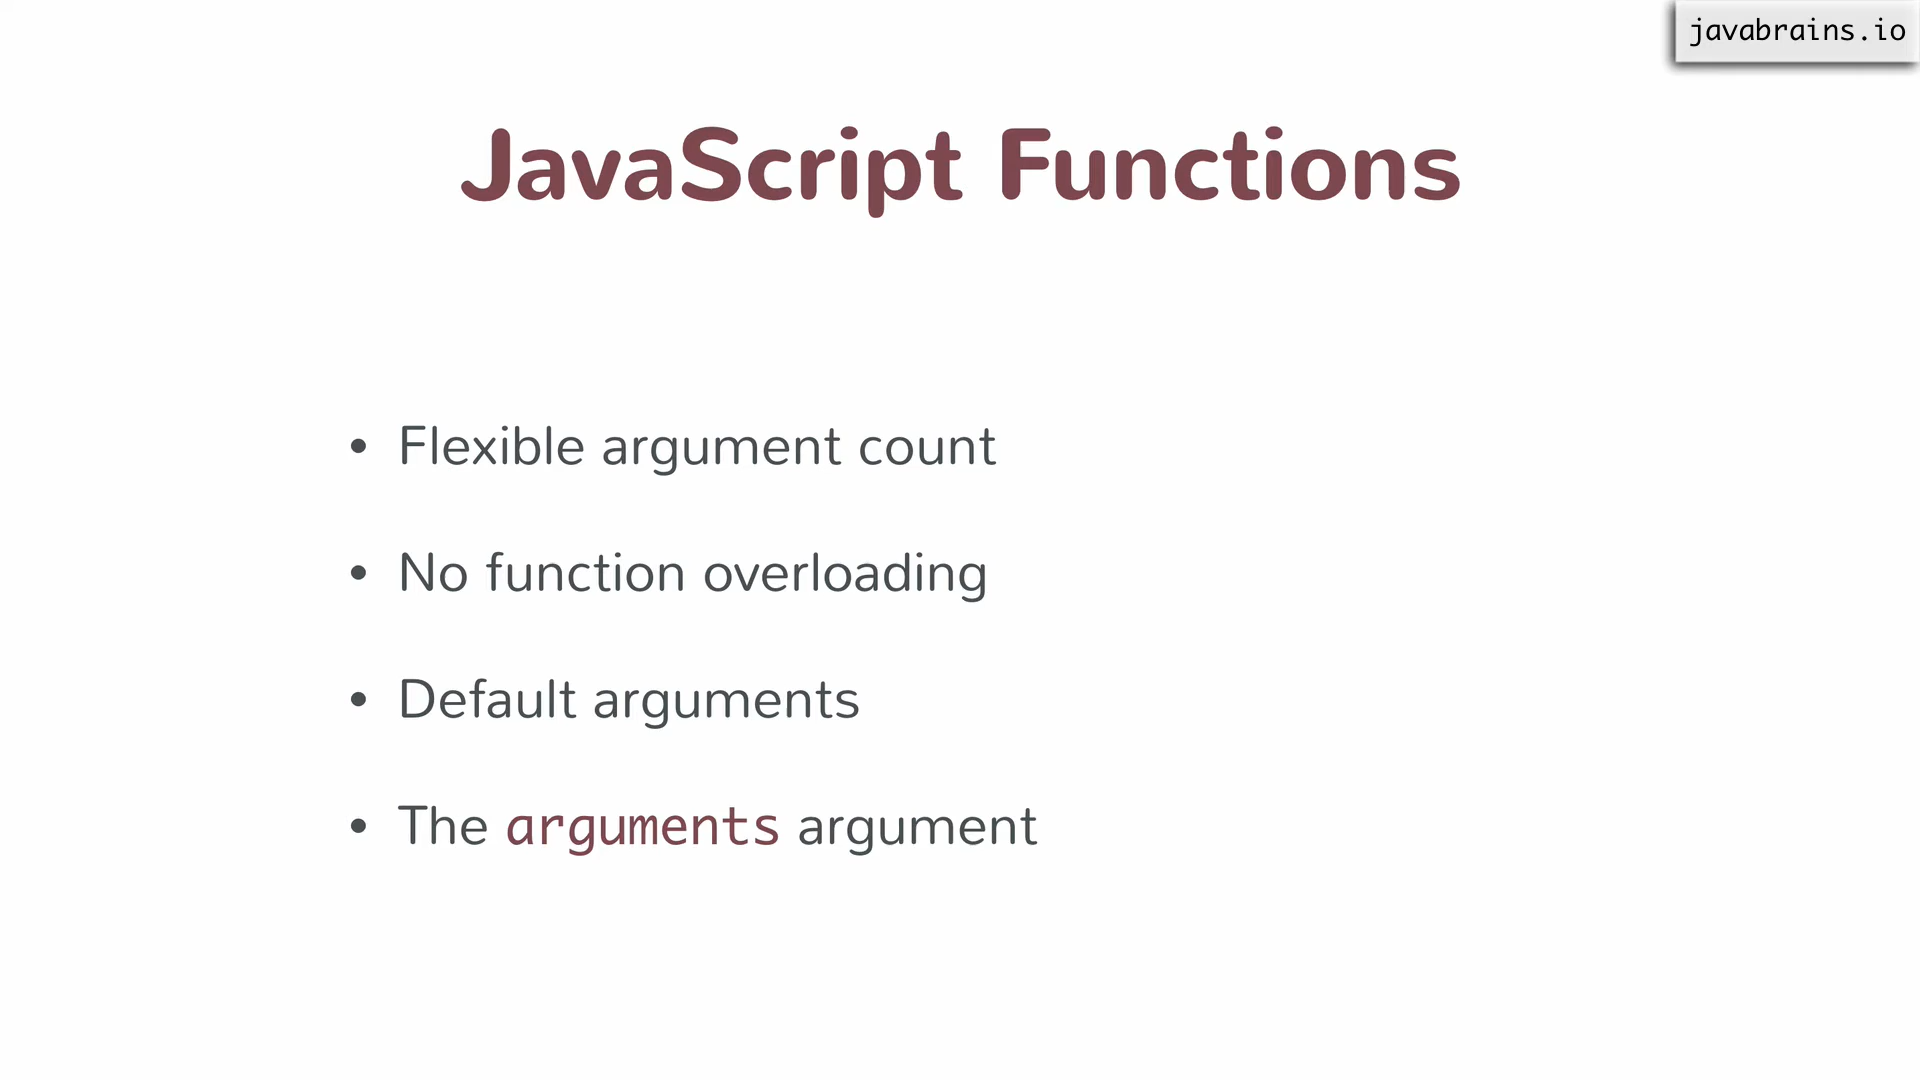 javabrains.io
JavaScript Functions
• Flexible argument count
• No function overloading
• Default arguments
• The arguments argument